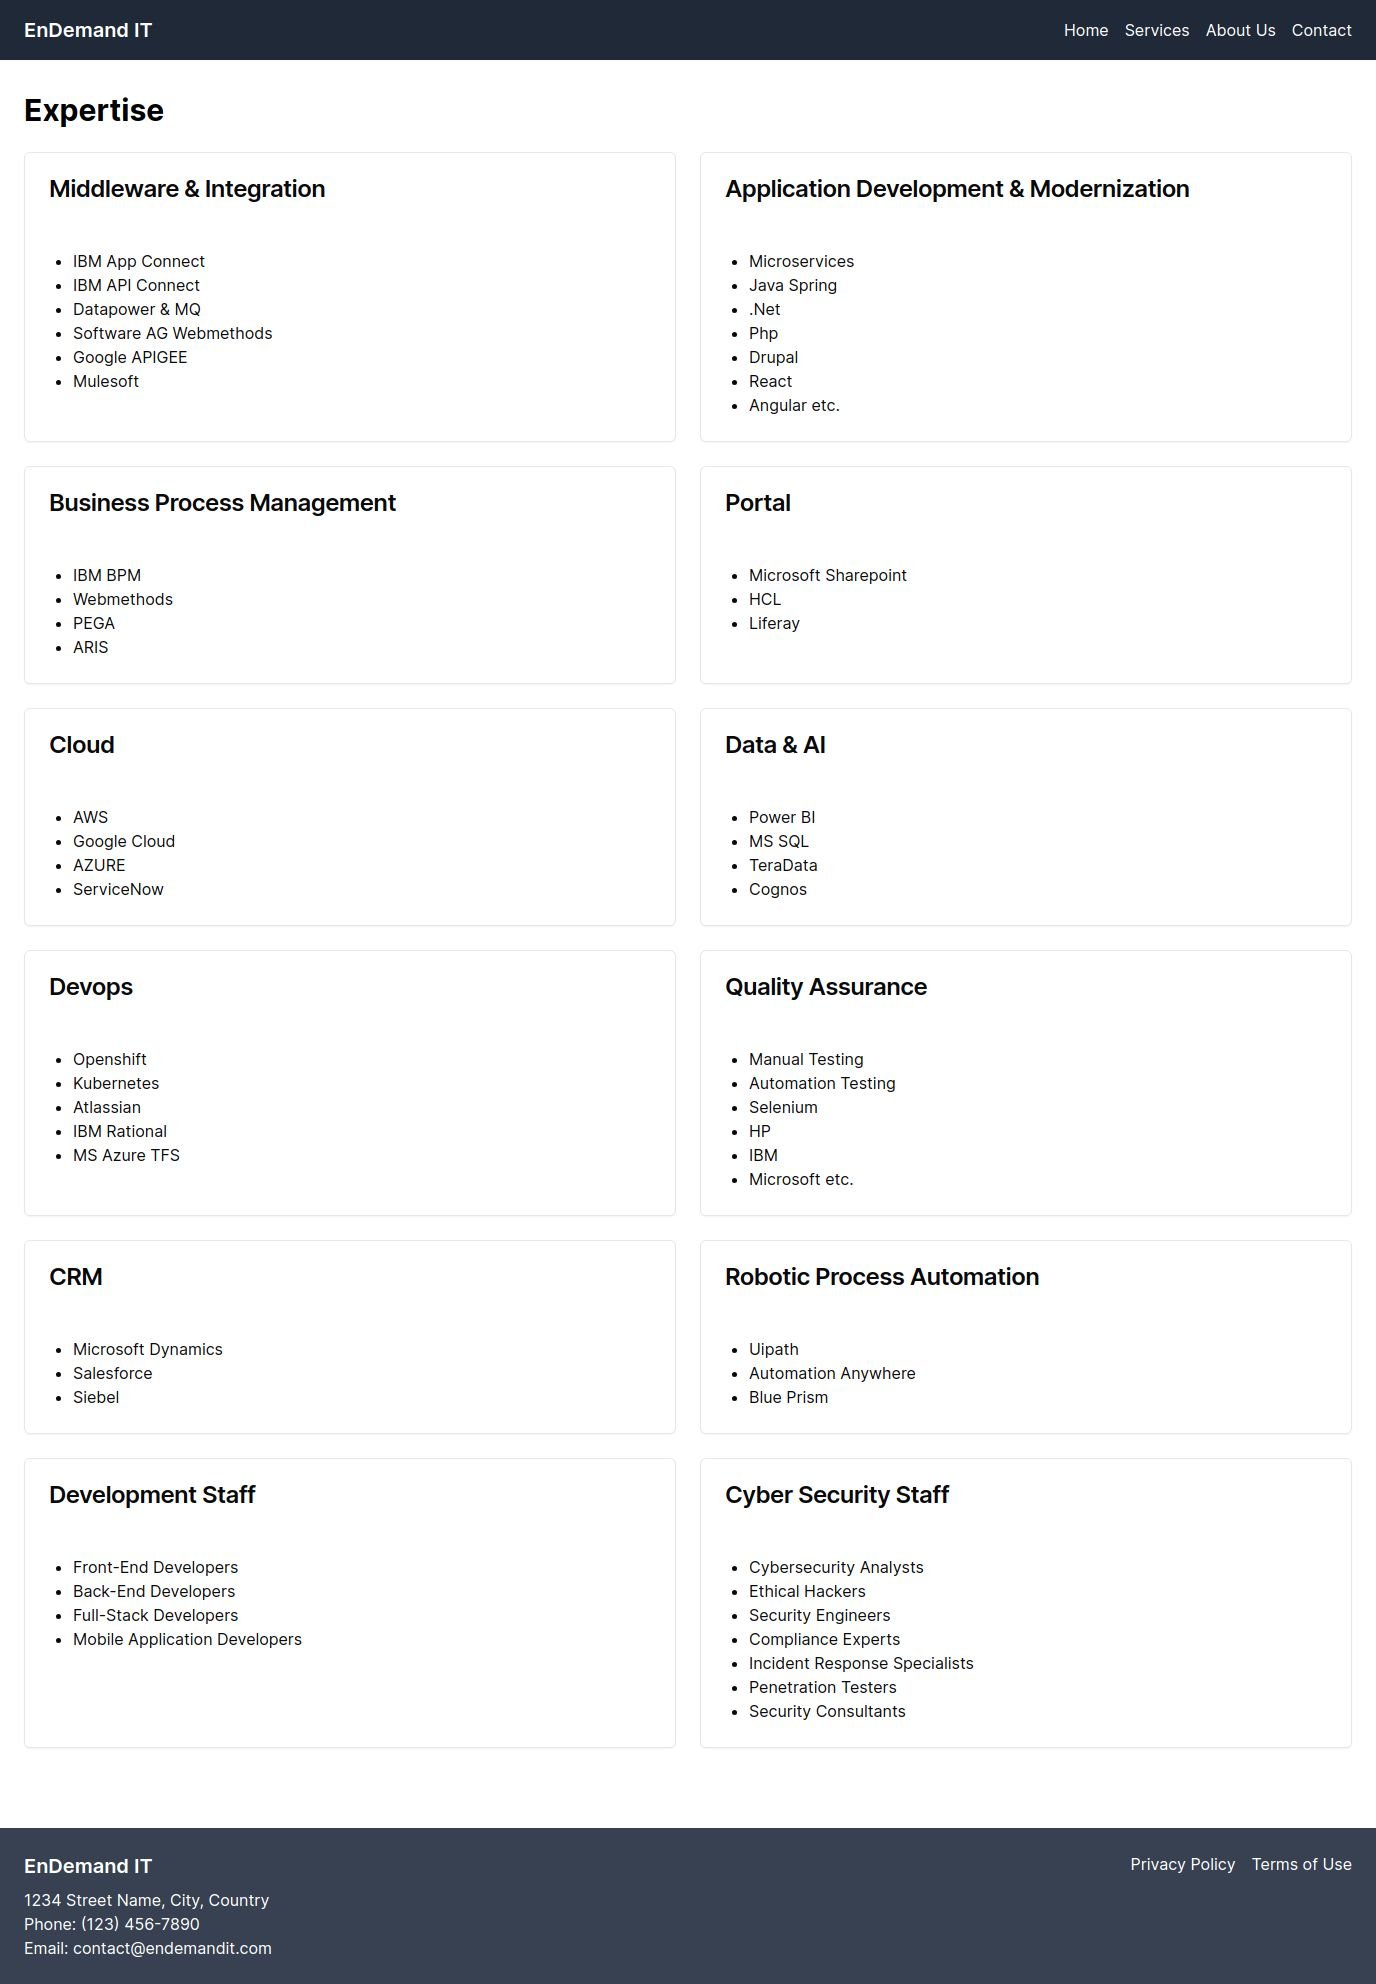 EnDemand IT
Home Services About Us Contact
Expertise
Middleware & Integration
IBM App Connect
IBM API Connect
Datapower & MQ
Software AG Webmethods
Google APIGEE
Mulesoft
Application Development & Modernization
Microservices
Java Spring
.Net
Php
Drupal
React
Angular etc.
Business Process Management
IBM BPM
Webmethods
PEGA
ARIS
Portal
Microsoft Sharepoint
HCL
Liferay
Cloud
AWS
Google Cloud
AZURE
ServiceNow
Data & AI
Power BI
MS SQL
TeraData
Cognos
Devops
Openshift
Kubernetes
Atlassian
IBM Rational
MS Azure TFS
Quality Assurance
Manual Testing
Automation Testing
Selenium
HP
IBM
Microsoft etc.
CRM
Microsoft Dynamics
Salesforce
Siebel
Robotic Process Automation
Uipath
Automation Anywhere
Blue Prism
Development Staff
Front-End Developers
Back-End Developers
Full-Stack Developers
Mobile Application Developers
Cyber Security Staff
Cybersecurity Analysts
Ethical Hackers
Security Engineers
Compliance Experts
Incident Response Specialists
Penetration Testers
Security Consultants
EnDemand IT
1234 Street Name, City, Country
Phone: (123) 456-7890
Email: contact@endemandit.com
Privacy Policy Terms of Use